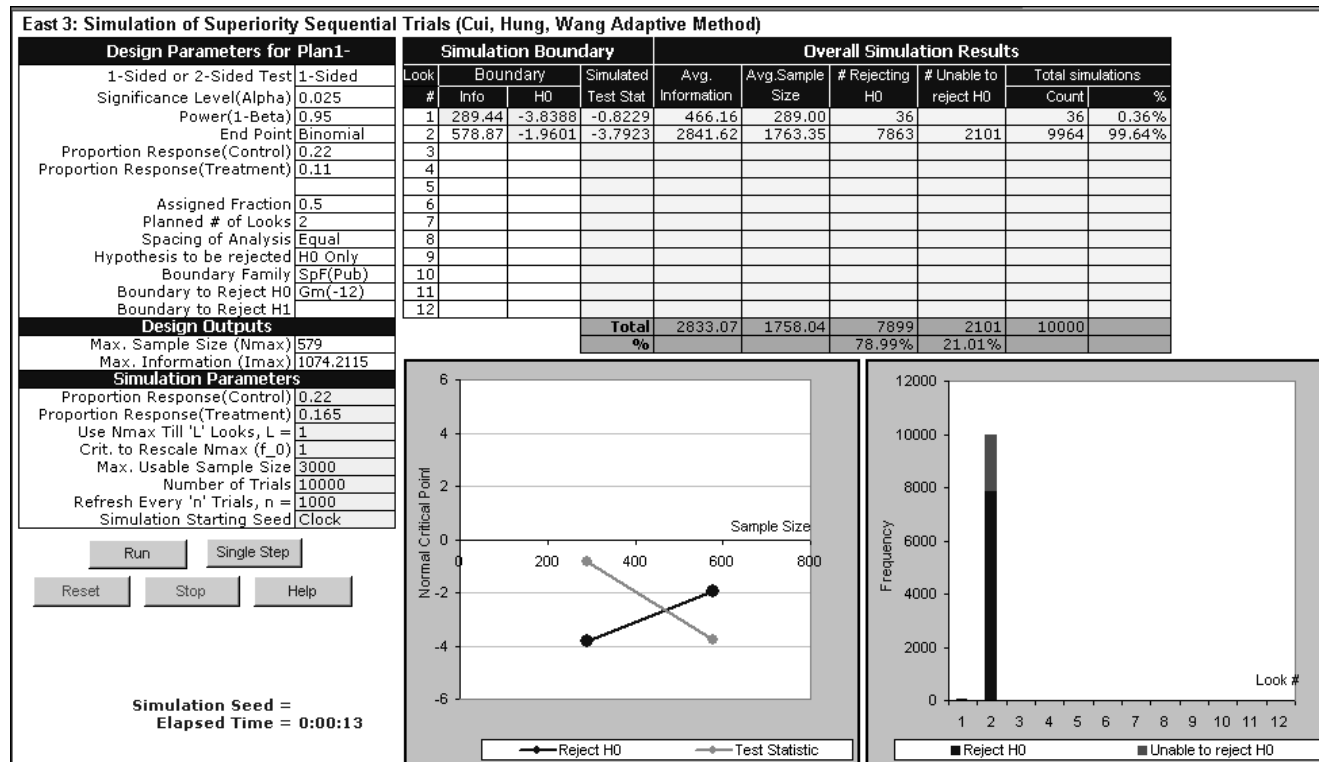 East 3: Simulation of Superiority Sequential Trials (Cui, Hung, Wang Adaptive Method)
Design Parameters for Plan1-
1-Sided or 2-Sided Test 1-Sided
Significance Level(Alpha) 0.025
Power(1-Beta) 0.95
End Point Binomial
Proportion Response(Control) 0.22
Proportion Response(Treatment) 0.11
Assigned Fraction 0.5
Planned # of Looks 2
Spacing of Analysis Equal
Hypothesis to be rejected H0 Only
Boundary Family SpF(Pub)
Boundary to Reject H0 Gm(-12)
Boundary to Reject H1
Design Outputs
Max. Sample Size (Nmax) 579
Max. Information (Imax) 1074.2115
Simulation Parameters
Proportion Response(Control) 0.22
Proportion Response(Treatment) 0.165
Use Nmax Till 'L' Looks, L = 1
Crit. to Rescale Nmax (f_0) 1
Max. Usable Sample Size 3000
Number of Trials 10000
Refresh Every 'n' Trials, n = 1000
Simulation Starting Seed Clock
Run Single Step
Reset Stop Help
Simulation Seed =
Elapsed Time = 0:00:13
Simulation Boundary Overall Simulation Results
Look Boundary Simulated Avg. Avg.Sample # Rejecting # Unable to Total simulations
# Info H0 Test Stat Information Size H0 reject H0 Count %
1 289.44 -3.8388 -0.8229 466.16 289.00 36 36 0.36%
2 578.87 -1.9601 -3.7923 2841.62 1763.35 7863 2101 9964 99.64%
3
4
5
6
7
8
9
10
11
12
Total 2833.07 1758.04 7899 2101 10000
% 78.99% 21.01%
Normal Critical Point
6
4
2
0
-2
-4
-6
Sample Size
0 200 400 600 800
Reject H0 Test Statistic
Frequency
12000
10000
8000
6000
4000
2000
0
Look #
1 2 3 4 5 6 7 8 9 10 11 12
Reject H0 Unable to reject H0